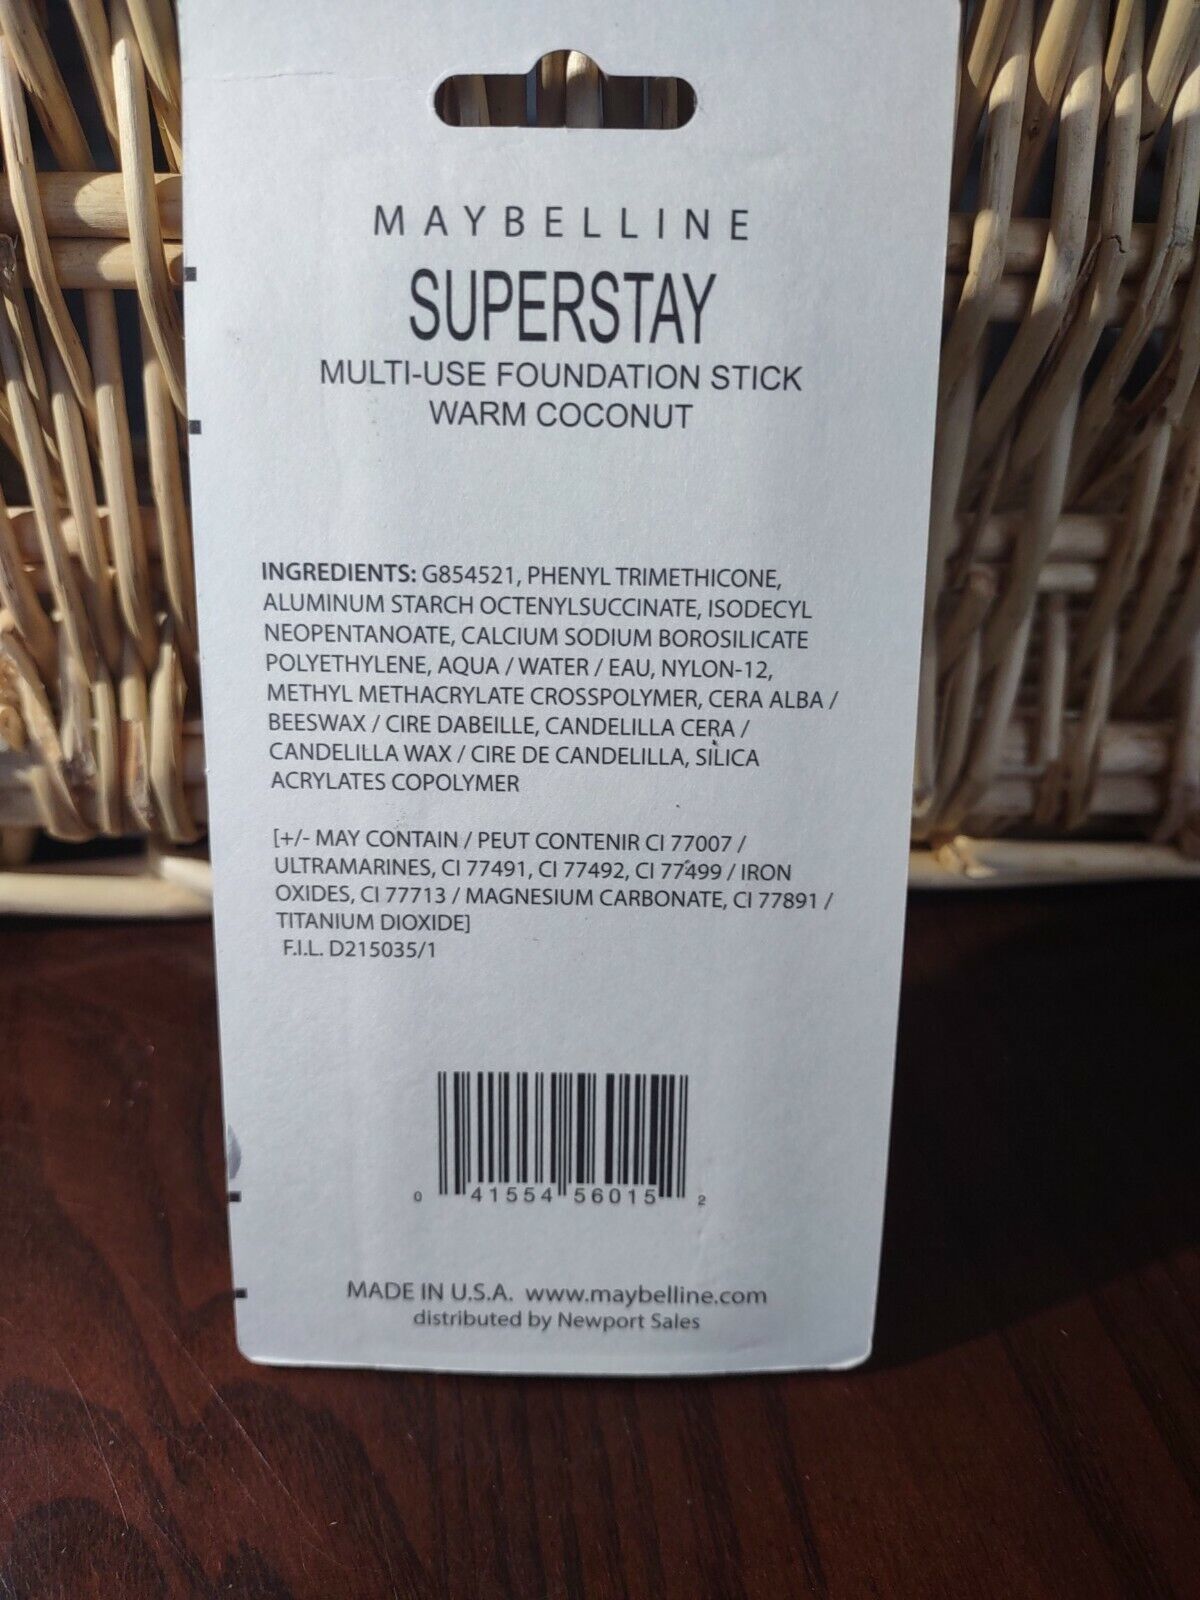 MAYBELLINE
SUPERSTAY
MULTI-USE FOUNDATION STICK
WARM COCONUT
INGREDIENTS: G854521, PHENYL TRIMETHICONE,
ALUMINUM STARCH OCTENYLSUCCINATE, ISODECYL
NEOPENTANOATE, CALCIUM SODIUM BOROSILICATE
POLYETHYLENE, AQUA / WATER / EAU, NYLON-12,
METHYL METHACRYLATE CROSSPOLYMER, CERA ALBA /
BEESWAX / CIRE DABEILLE, CANDELILLA CERA /
CANDELILLA WAX / CIRE DE CANDELILLA, SILICA
ACRYLATES COPOLYMER
[+/- MAY CONTAIN / PEUT CONTENIR CI 77007 /
ULTRAMARINES, CI 77491, CI 77492, CI 77499 / IRON
OXIDES, CI 77713 / MAGNESIUM CARBONATE, CI 77891 /
TITANIUM DIOXIDE]
F.I.L. D215035/1
0 41554 56015 2
MADE IN U.S.A. www.maybelline.com
distributed by Newport Sales